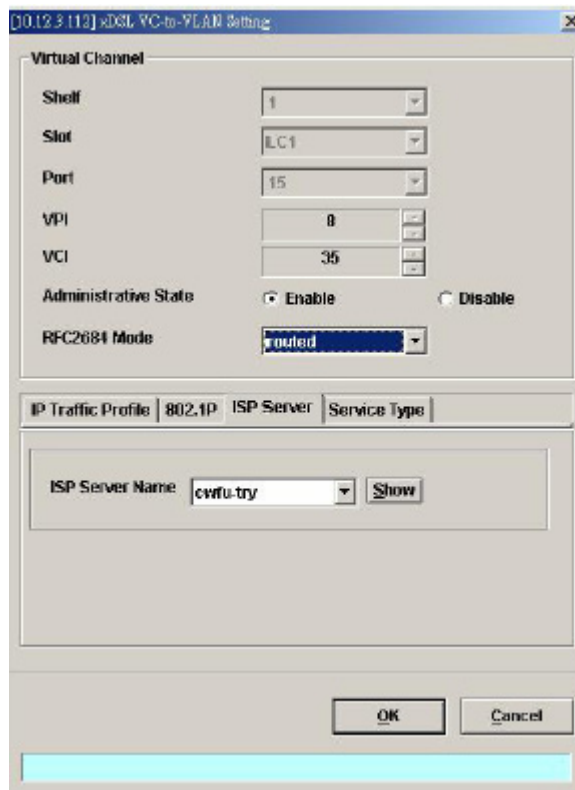 [10.12.3.112] xDSL VC-to-VLAN Setting
Virtual Channel
Shelf 1
Slot ILC1
Port 15
VPI 8
VCI 35
Administrative State Enable Disable
RFC2684 Mode routed
IP Traffic Profile 802.1P ISP Server Service Type
ISP Server Name cwfu-try Show
OK Cancel